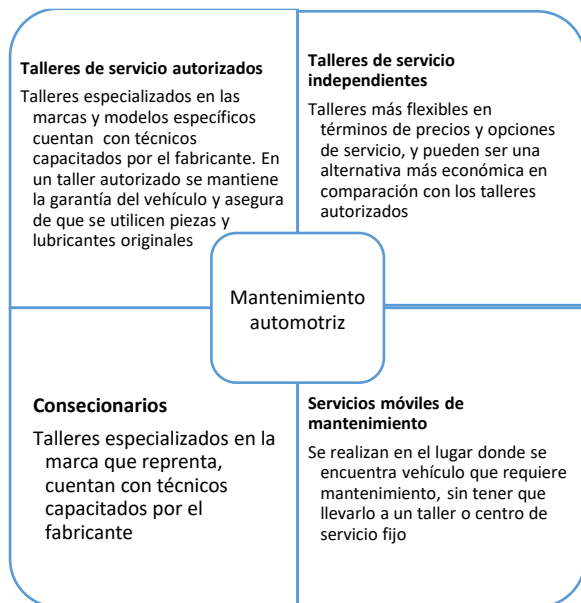 Talleres de servicio autorizados
Talleres especializados en las
marcas y modelos específicos
cuentan con técnicos
capacitados por el fabricante. En
un taller autorizado se mantiene
la garantía del vehículo y asegura
de que se utilicen piezas y
lubricantes originales
Talleres de servicio
independientes
Talleres más flexibles en
términos de precios y opciones
de servicio, y pueden ser una
alternativa más económica en
comparación con los talleres
autorizados
Mantenimiento
automotriz
Consecionarios
Talleres especializados en la
marca que reprenta,
cuentan con técnicos
capacitados por el
fabricante
Servicios móviles de
mantenimiento
Se realizan en el lugar donde se
encuentra vehículo que requiere
mantenimiento, sin tener que
llevarlo a un taller o centro de
servicio fijo